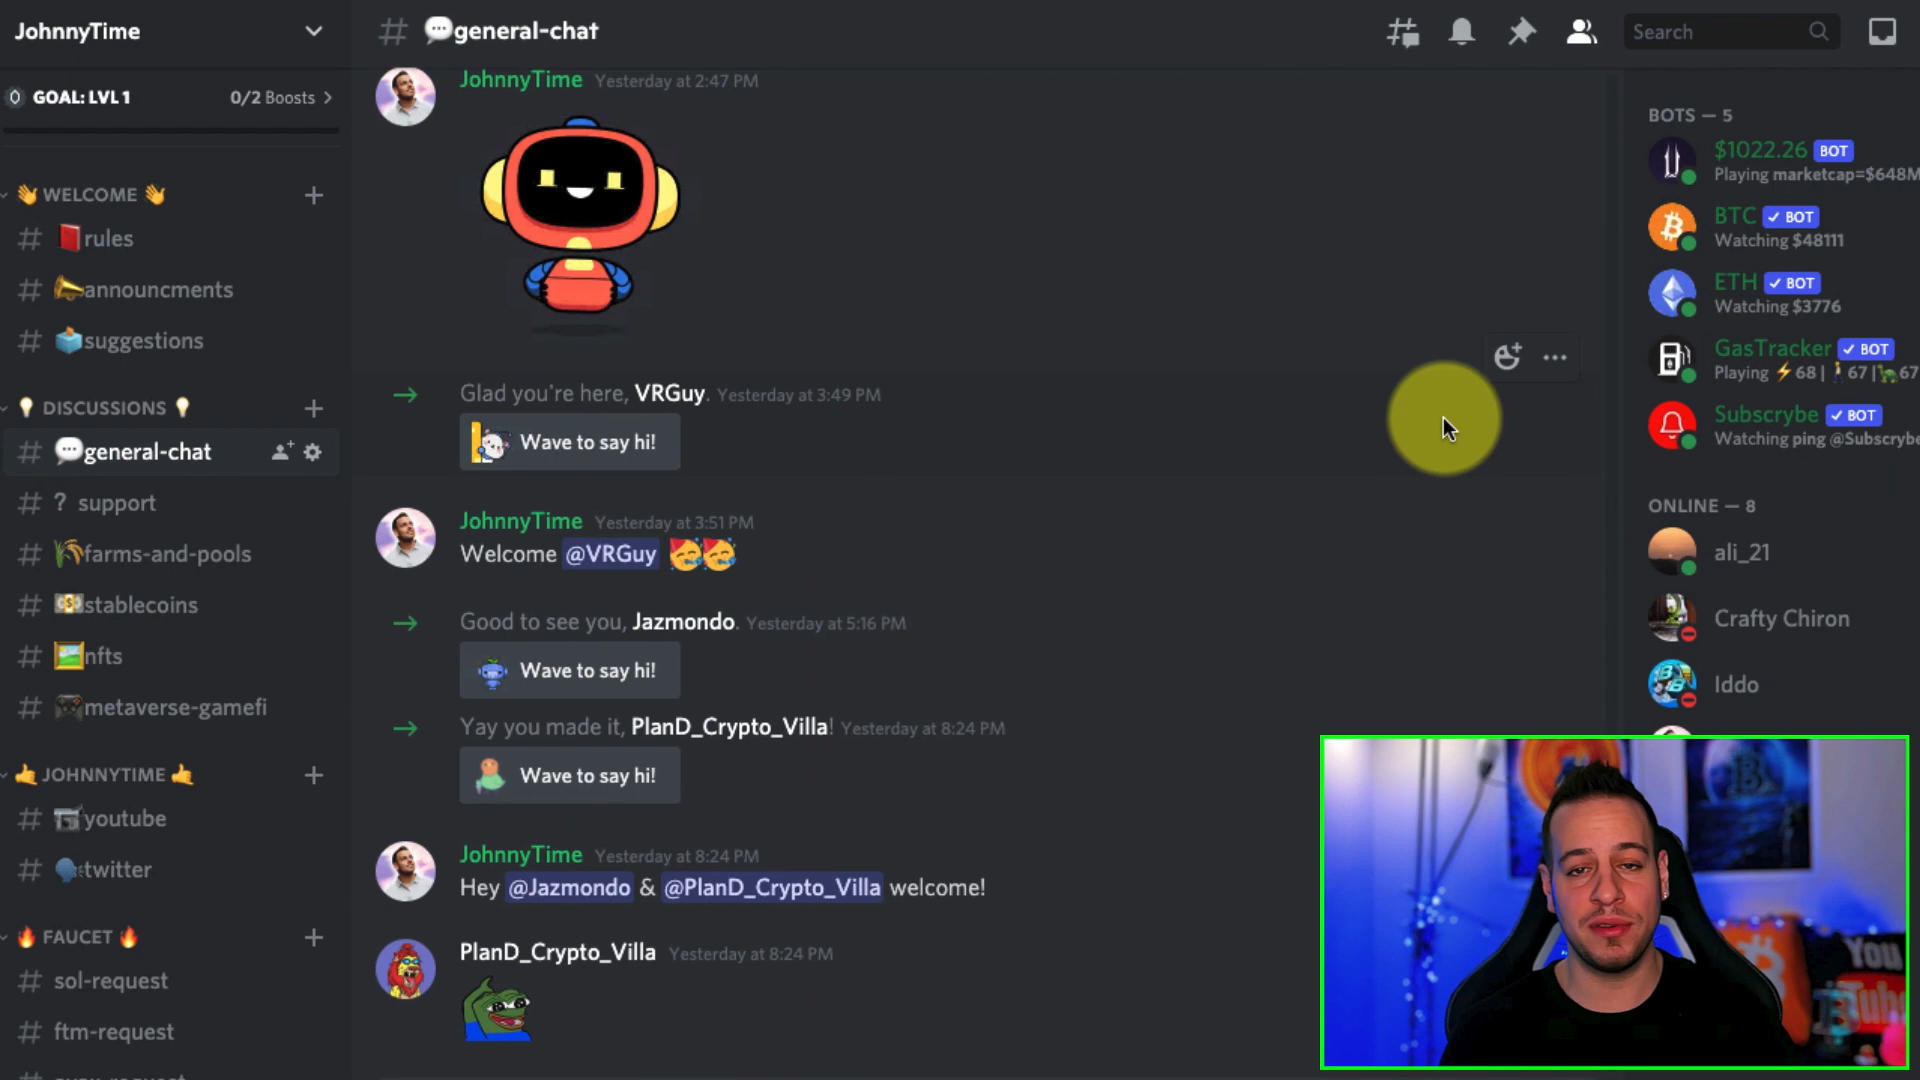 JohnnyTime
GOAL: LVL 1
0/2 Boosts
WELCOME
rules
announcments
suggestions
DISCUSSIONS
general-chat
? support
farms-and-pools
stablecoins
nfts
metaverse-gamefi
JOHNNYTIME
youtube
twitter
FAUCET
sol-request
ftm-request
general-chat
Search
JohnnyTime Yesterday at 2:47 PM
Glad you're here, VRGuy. Yesterday at 3:49 PM
Wave to say hi!
JohnnyTime Yesterday at 3:51 PM
Welcome @VRGuy
Good to see you, Jazmondo. Yesterday at 5:16 PM
Wave to say hi!
Yay you made it, PlanD_Crypto_Villa! Yesterday at 8:24 PM
Wave to say hi!
JohnnyTime Yesterday at 8:24 PM
Hey @Jazmondo & @PlanD_Crypto_Villa welcome!
PlanD_Crypto_Villa Yesterday at 8:24 PM
BOTS — 5
$1022.26 BOT
Playing marketcap=$648M
BTC BOT
Watching $48111
ETH BOT
Watching $3776
GasTracker BOT
Playing ⚡68 | 🚶67 | 🐢67
Subscrybe BOT
Watching ping @Subscrybe
ONLINE — 8
ali_21
Crafty Chiron
Iddo
You
Tube